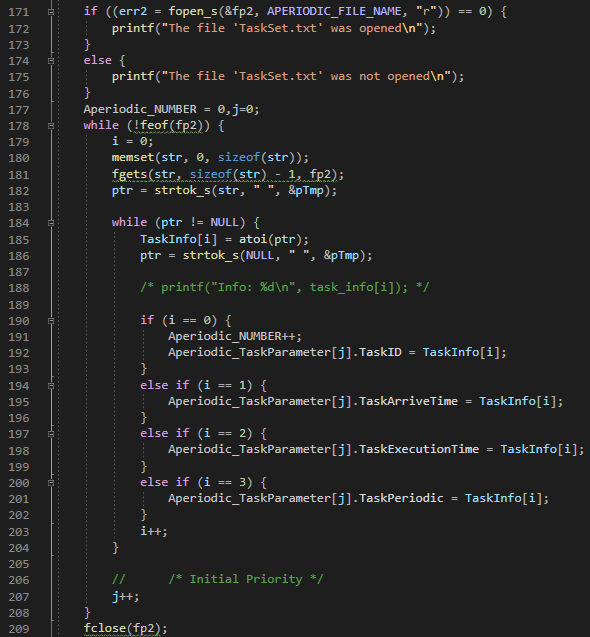 171 if ((err2 = fopen_s(&fp2, APERIODIC_FILE_NAME, "r")) == 0) {
172 printf("The file 'TaskSet.txt' was opened\n");
173 }
174 else {
175 printf("The file 'TaskSet.txt' was not opened\n");
176 }
177 Aperiodic_NUMBER = 0,j=0;
178 while (!feof(fp2)) {
179 i = 0;
180 memset(str, 0, sizeof(str));
181 fgets(str, sizeof(str) - 1, fp2);
182 ptr = strtok_s(str, " ", &pTmp);
183
184 while (ptr != NULL) {
185 TaskInfo[i] = atoi(ptr);
186 ptr = strtok_s(NULL, " ", &pTmp);
187
188 /* printf("Info: %d\n", task_info[i]); */
189
190 if (i == 0) {
191 Aperiodic_NUMBER++;
192 Aperiodic_TaskParameter[j].TaskID = TaskInfo[i];
193 }
194 else if (i == 1) {
195 Aperiodic_TaskParameter[j].TaskArriveTime = TaskInfo[i];
196 }
197 else if (i == 2) {
198 Aperiodic_TaskParameter[j].TaskExecutionTime = TaskInfo[i];
199 }
200 else if (i == 3) {
201 Aperiodic_TaskParameter[j].TaskPeriodic = TaskInfo[i];
202 }
203 i++;
204 }
205
206 // /* Initial Priority */
207 j++;
208 }
209 fclose(fp2);